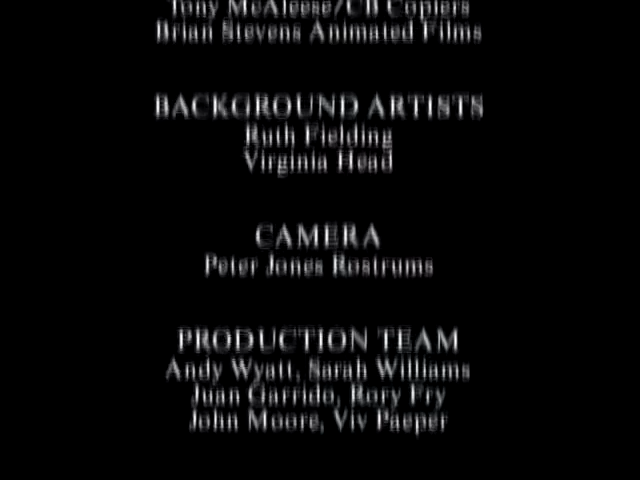 Tony McAleese/CB Copiers
Brian Stevens Animated Films
BACKGROUND ARTISTS
Ruth Fielding
Virginia Head
CAMERA
Peter Jones Rostrums
PRODUCTION TEAM
Andy Wyatt, Sarah Williams
Juan Garrido, Rory Fry
John Moore, Viv Paeper